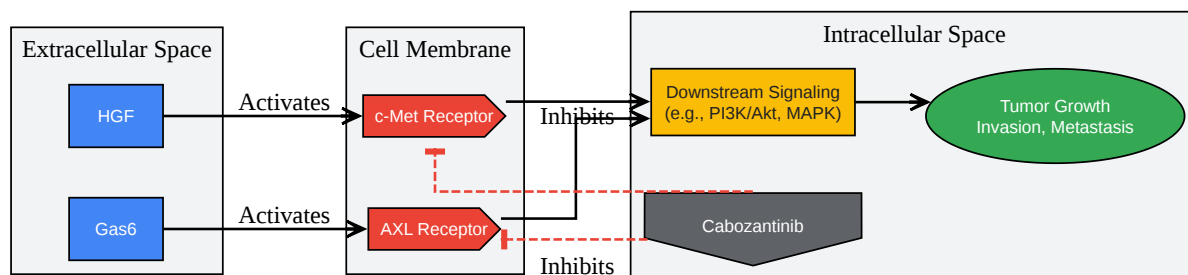 Extracellular Space
Cell Membrane
Intracellular Space
HGF
Activates
c-Met Receptor
Inhibits
Downstream Signaling
(e.g., PI3K/Akt, MAPK)
Tumor Growth
Invasion, Metastasis
Gas6
Activates
AXL Receptor
Cabozantinib
Inhibits